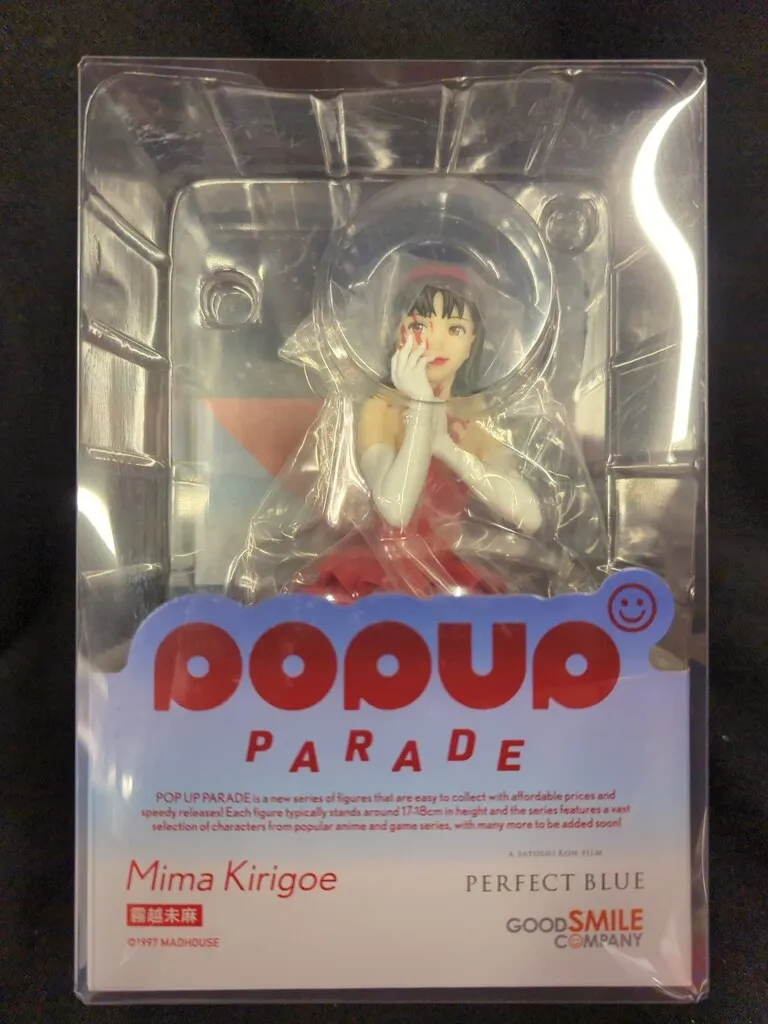 POPUP
PARADE
POP UP PARADE is a new series of figures that are easy to collect with affordable prices and
speedy releases! Each figure typically stands around 17-18cm in height and the series features a vast
selection of characters from popular anime and game series, with many more to be added soon!
Mima Kirigoe
霧越未麻
©1997 MADHOUSE
A SATOSHI KON FILM
PERFECT BLUE
GOOD SMILE
COMPANY